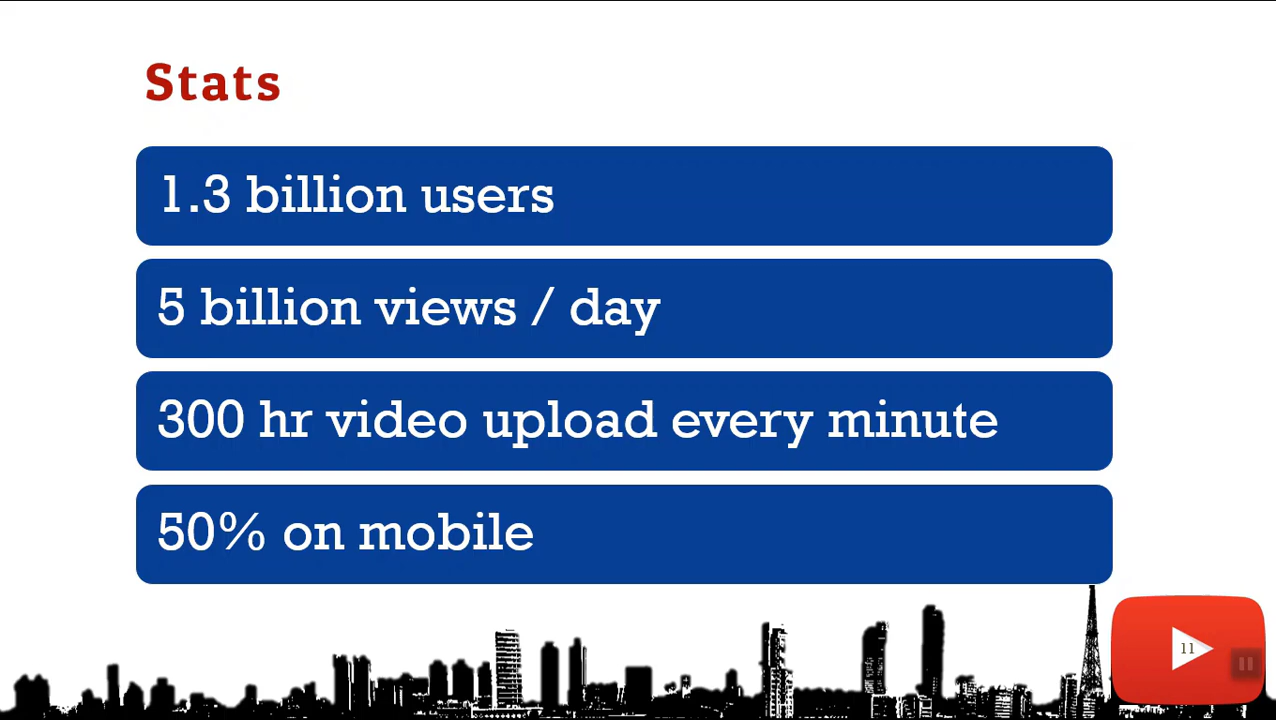 Stats
1.3 billion users
5 billion views / day
300 hr video upload every minute
50% on mobile
11